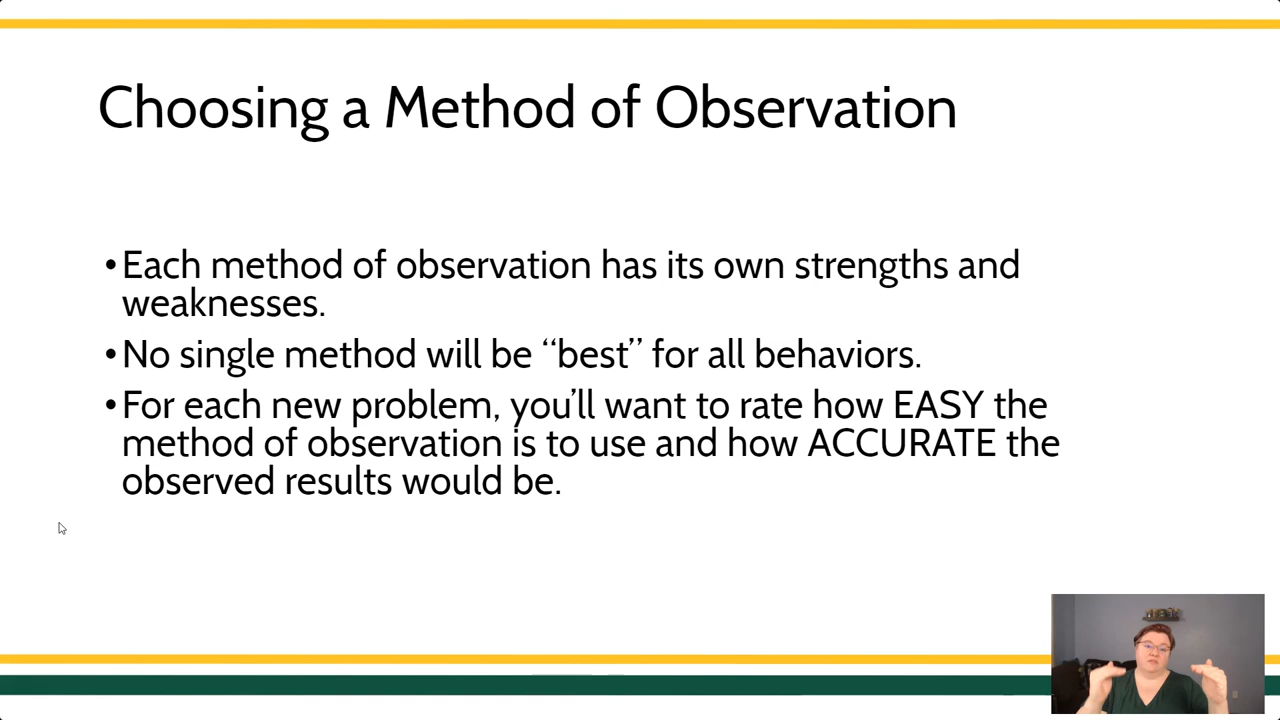 Choosing a Method of Observation
•Each method of observation has its own strengths and
weaknesses.
•No single method will be “best” for all behaviors.
•For each new problem, you’ll want to rate how EASY the
method of observation is to use and how ACCURATE the
observed results would be.